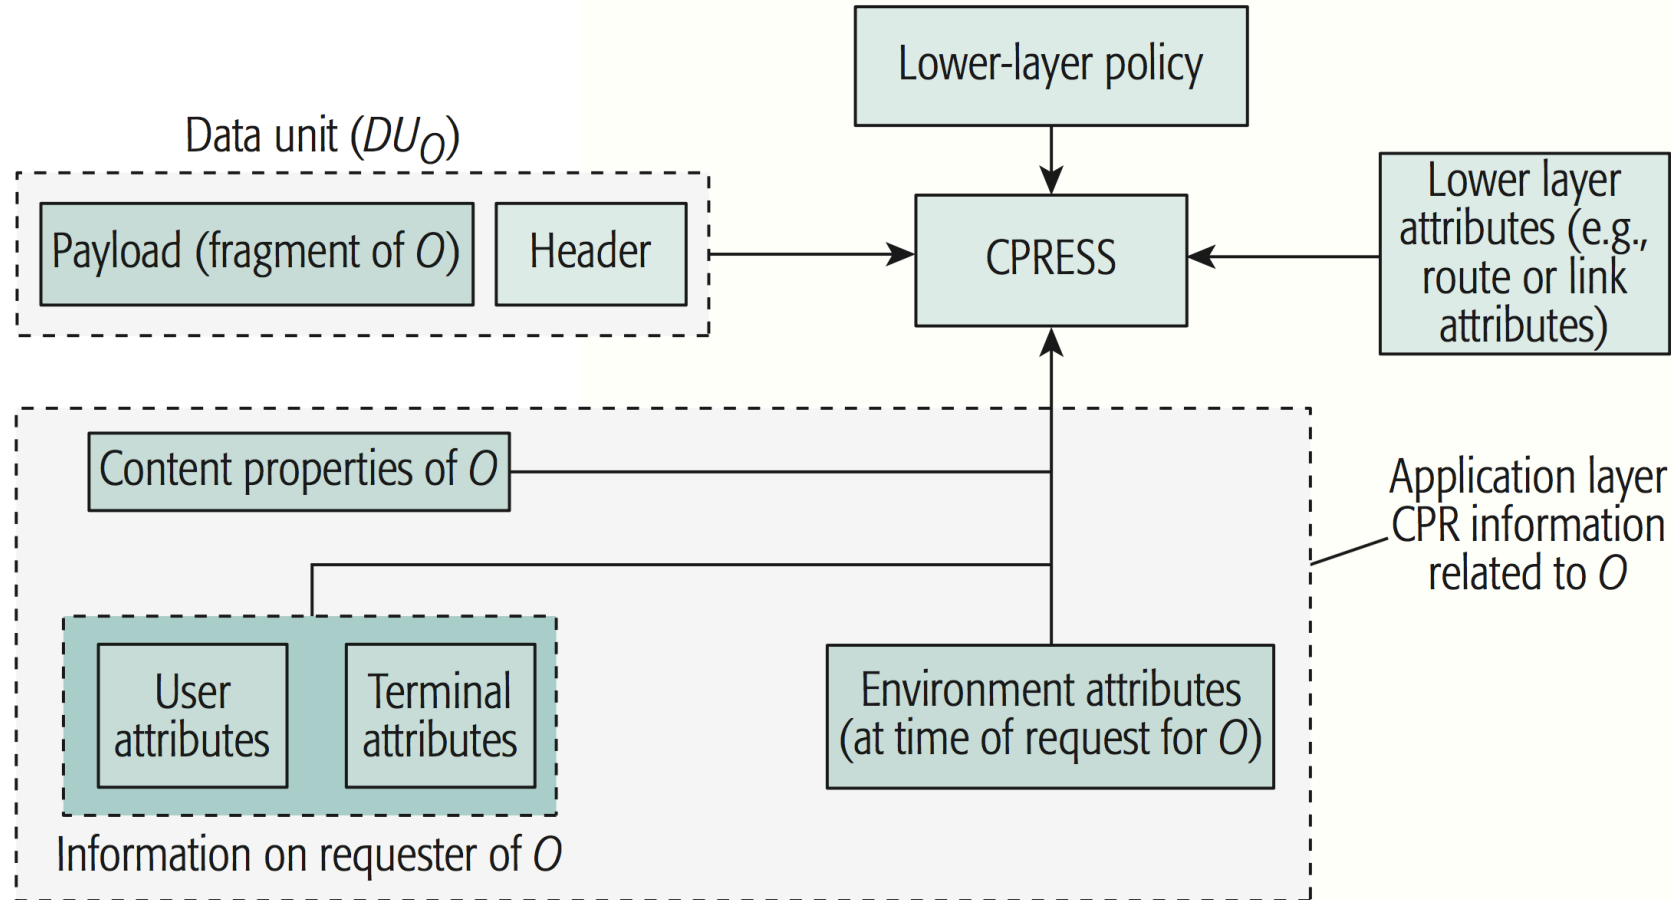 Lower-layer policy
Data unit (DUO)
Payload (fragment of O)
Header
CPRESS
Lower layer
attributes (e.g.,
route or link
attributes)
Content properties of O
Application layer
CPR information
related to O
User
attributes
Terminal
attributes
Environment attributes
(at time of request for O)
Information on requester of O